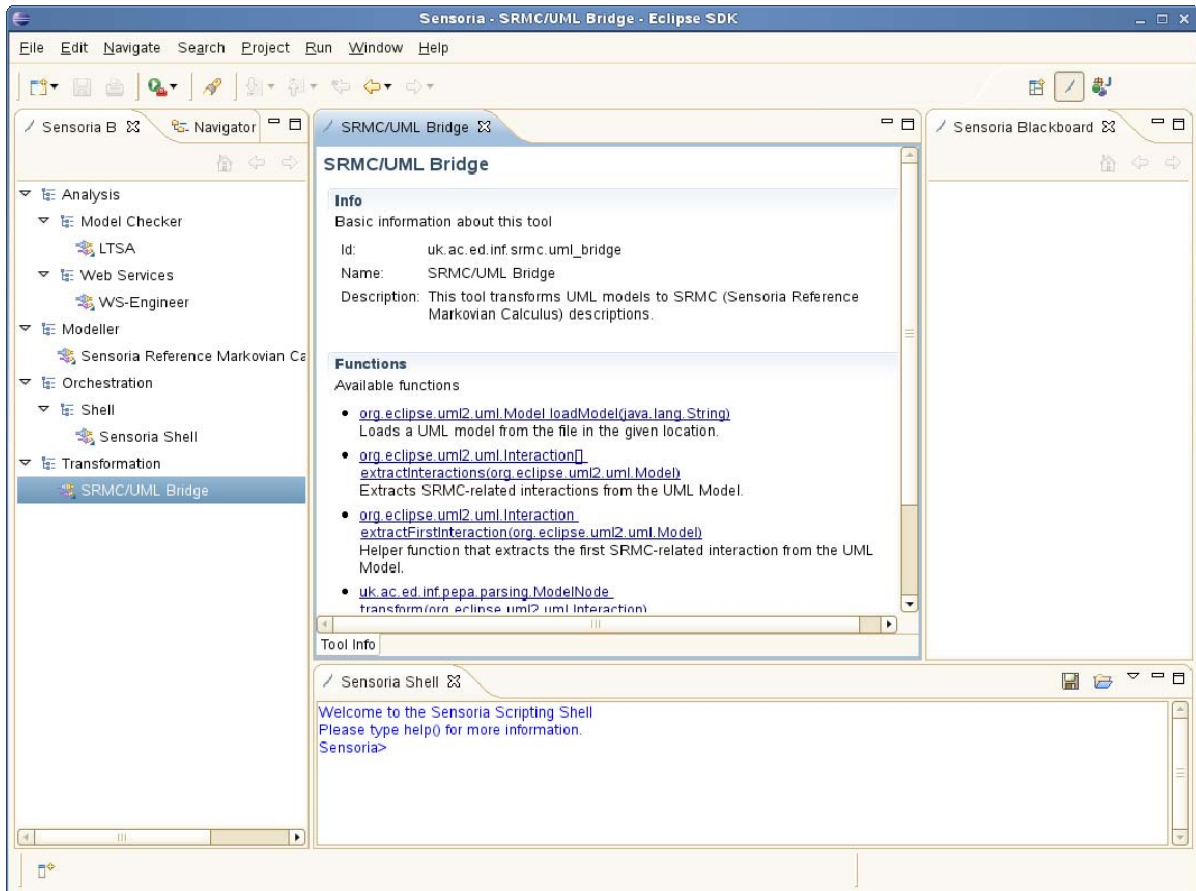 Sensoria - SRMC/UML Bridge - Eclipse SDK
File Edit Navigate Search Project Run Window Help
Sensoria B
Navigator
Analysis
Model Checker
LTSA
Web Services
WS-Engineer
Modeller
Sensoria Reference Markovian Ca
Orchestration
Shell
Sensoria Shell
Transformation
SRMC/UML Bridge
SRMC/UML Bridge
SRMC/UML Bridge
Info
Basic information about this tool
Id: uk.ac.ed.inf.srmc.uml_bridge
Name: SRMC/UML Bridge
Description: This tool transforms UML models to SRMC (Sensoria Reference
Markovian Calculus) descriptions.
Functions
Available functions
• org.eclipse.uml2.uml.Model loadModel(java.lang.String)
Loads a UML model from the file in the given location.
• org.eclipse.uml2.uml.Interaction[]
extractInteractions(org.eclipse.uml2.uml.Model)
Extracts SRMC-related interactions from the UML Model.
• org.eclipse.uml2.uml.Interaction
extractFirstInteraction(org.eclipse.uml2.uml.Model)
Helper function that extracts the first SRMC-related interaction from the UML
Model.
• uk.ac.ed.inf.pepa.parsing.ModelNode
transform(org.eclipse.uml2.uml.Interaction)
Tool Info
Sensoria Blackboard
Sensoria Shell
Welcome to the Sensoria Scripting Shell
Please type help() for more information.
Sensoria>